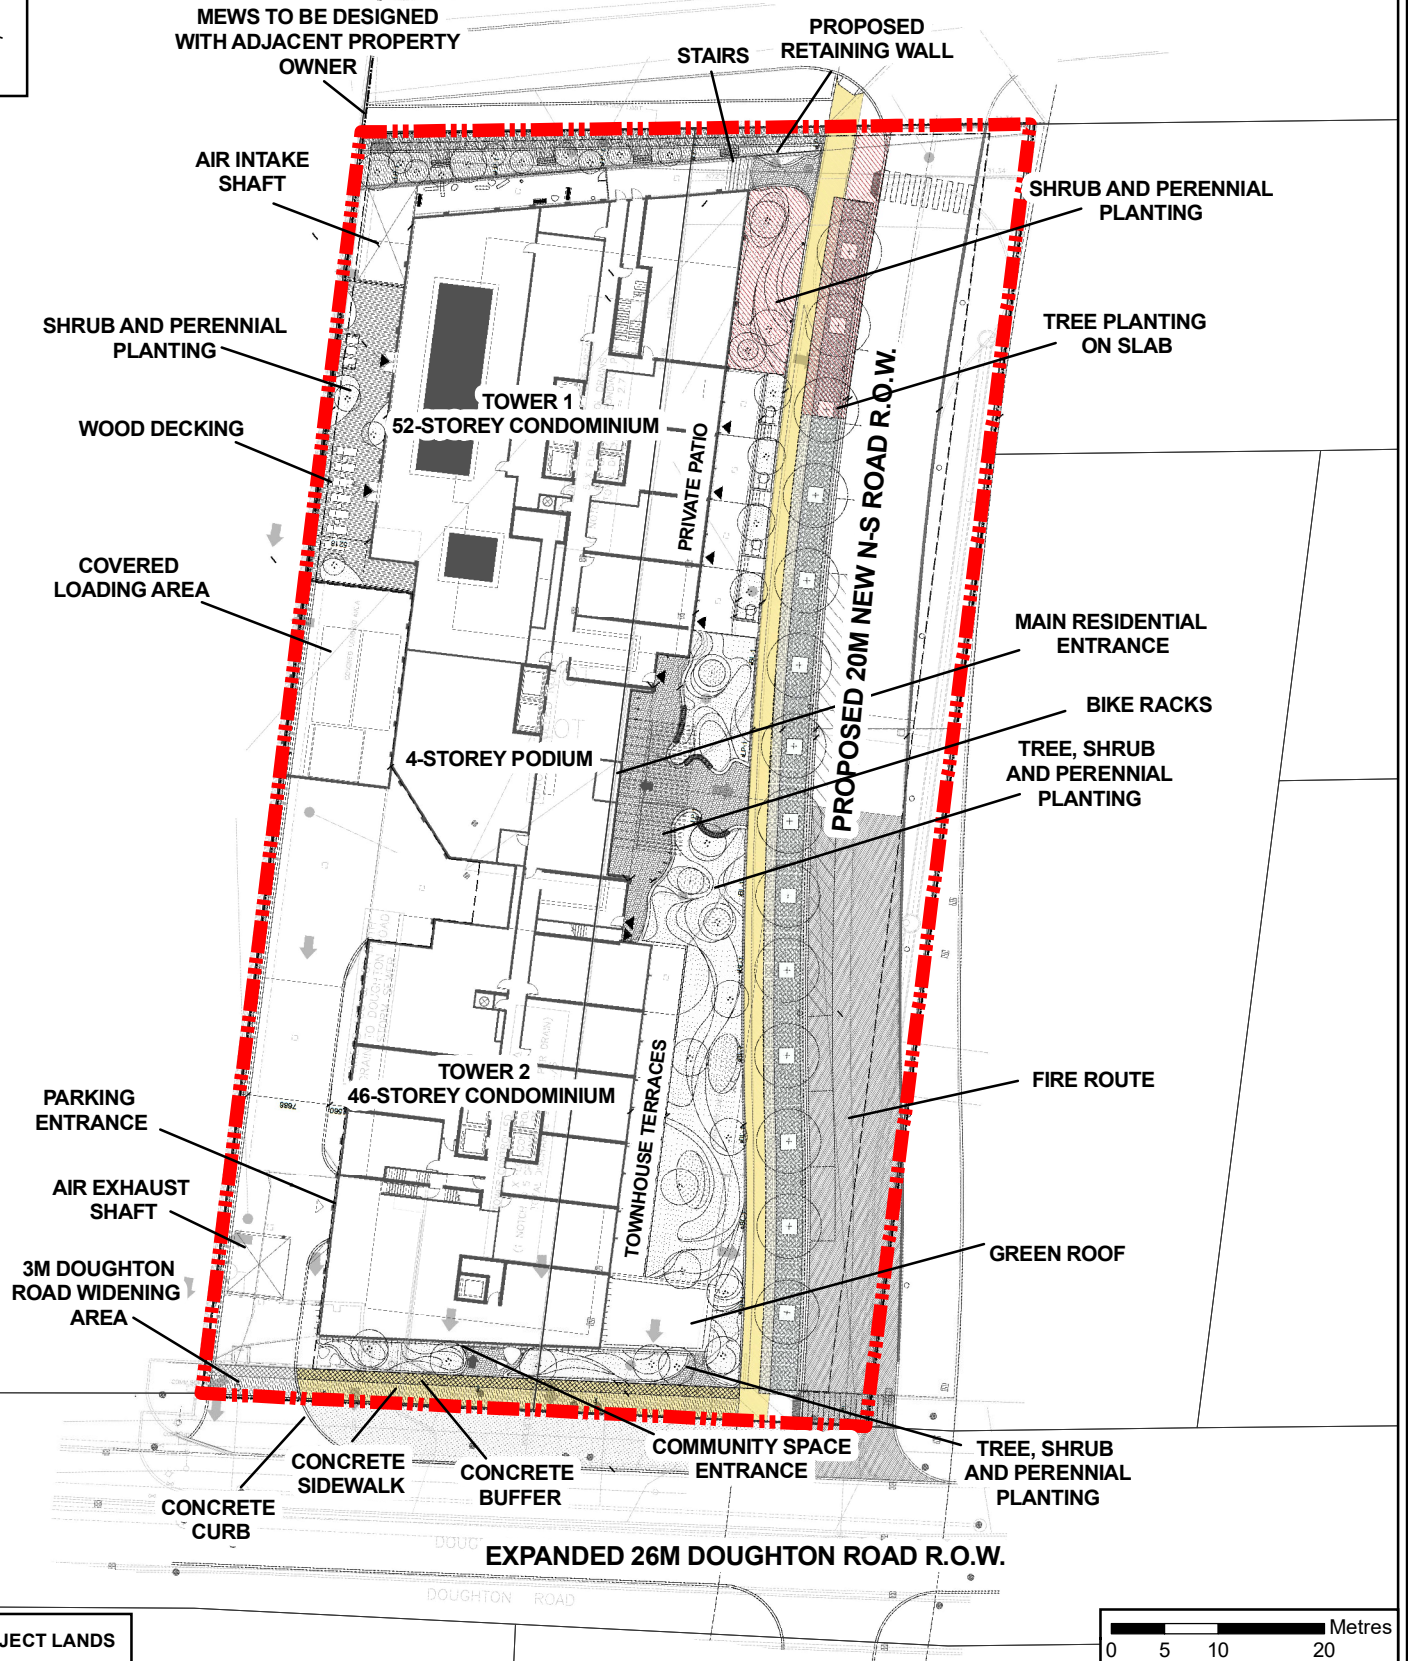 MEWS TO BE DESIGNED
WITH ADJACENT PROPERTY
OWNER
STAIRS
PROPOSED
RETAINING WALL
AIR INTAKE
SHAFT
SHRUB AND PERENNIAL
PLANTING
SHRUB AND PERENNIAL
PLANTING
TREE PLANTING
ON SLAB
WOOD DECKING
TOWER 1
52-STOREY CONDOMINIUM
PRIVATE PATIO
PROPOSED 20M NEW N-S ROAD R.O.W.
COVERED
LOADING AREA
MAIN RESIDENTIAL
ENTRANCE
BIKE RACKS
4-STOREY PODIUM
TREE, SHRUB
AND PERENNIAL
PLANTING
TOWER 2
46-STOREY CONDOMINIUM
TOWNHOUSE TERRACES
FIRE ROUTE
PARKING
ENTRANCE
AIR EXHAUST
SHAFT
GREEN ROOF
3M DOUGHTON
ROAD WIDENING
AREA
7688
5218
COMMUNITY SPACE
ENTRANCE
TREE, SHRUB
AND PERENNIAL
PLANTING
CONCRETE
SIDEWALK
CONCRETE
BUFFER
CONCRETE
CURB
EXPANDED 26M DOUGHTON ROAD R.O.W.
DOUGHTON ROAD
JECT LANDS
Metres
0 5 10 20